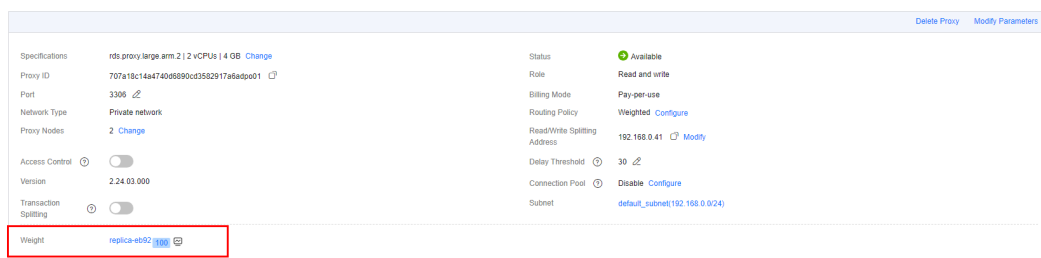 Delete Proxy Modify Parameters
Specifications rds.proxy.large.arm.2 | 2 vCPUs | 4 GB Change Status Available
Proxy ID 707a18c14a4740d6890cd3582917a6adpo01 Role Read and write
Port 3306 Billing Mode Pay-per-use
Network Type Private network Routing Policy Weighted Configure
Proxy Nodes 2 Change Read/Write Splitting Address 192.168.0.41 Modify
Access Control Delay Threshold 30
Version 2.24.03.000 Connection Pool Disable Configure
Transaction Splitting Subnet default_subnet(192.168.0.0/24)
Weight replica-eb92 100